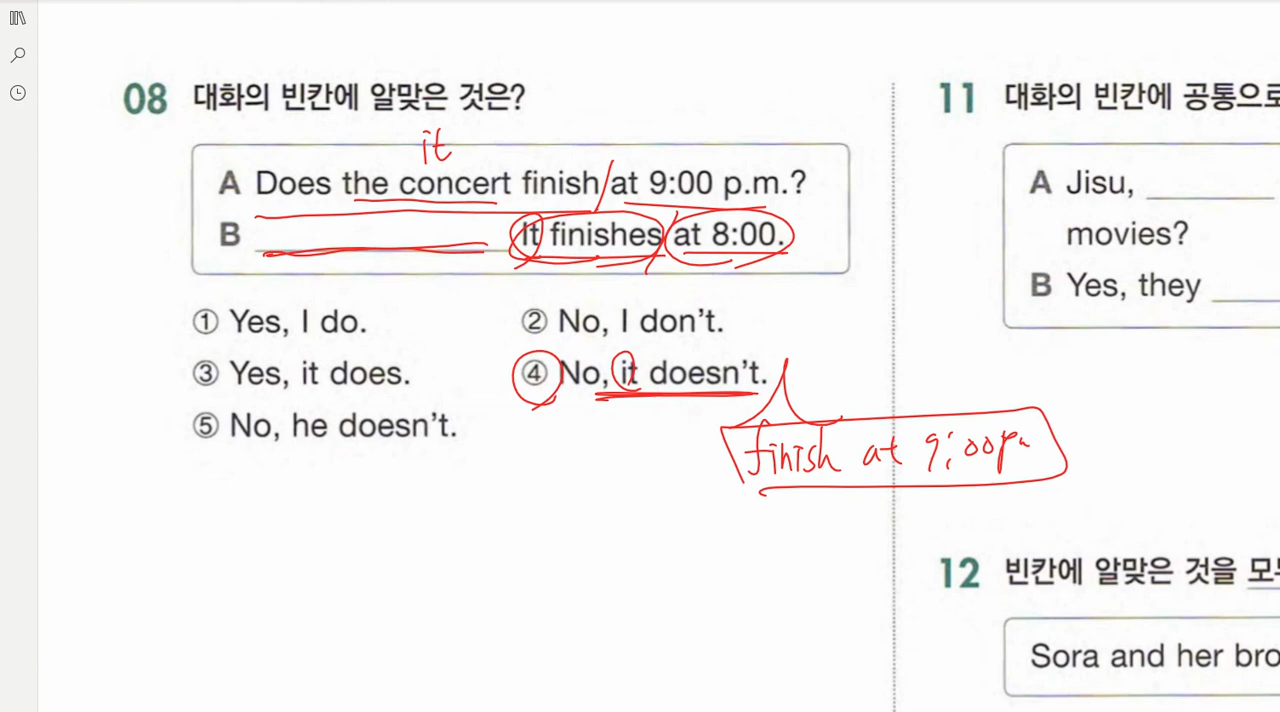 08 대화의 빈칸에 알맞은 것은?
it
A Does the concert finish / at 9:00 p.m.?
B ____________ It finishes at 8:00.
① Yes, I do.
② No, I don't.
③ Yes, it does.
④ No, it doesn't.
⑤ No, he doesn't.
finish at 9:00pm
11 대화의 빈칸에 공통으로
A Jisu, ________
movies?
B Yes, they ____
12 빈칸에 알맞은 것을 모두
Sora and her bro